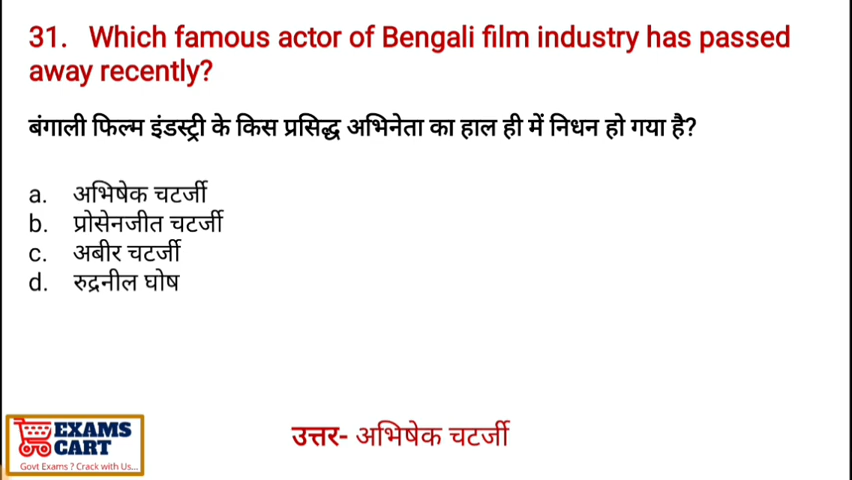 31. Which famous actor of Bengali film industry has passed
away recently?
बंगाली फिल्म इंडस्ट्री के किस प्रसिद्ध अभिनेता का हाल ही में निधन हो गया है?
a. अभिषेक चटर्जी
b. प्रोसेनजीत चटर्जी
c. अबीर चटर्जी
d. रुद्रनील घोष
उत्तर- अभिषेक चटर्जी
EXAMS
CART
Govt Exams ? Crack with Us...